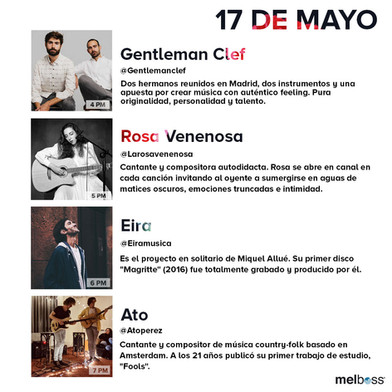 17 DE MAYO
Gentleman Clef
@Gentlemanclef
Dos hermanos reunidos en Madrid, dos instrumentos y una
apuesta por crear música con auténtico feeling. Pura
originalidad, personalidad y talento.
4 PM
Rosa Venenosa
@Larosavenenosa
Cantante y compositora autodidacta. Rosa se abre en canal en
cada canción invitando al oyente a sumergirse en aguas de
matices oscuros, emociones truncadas e intimidad.
5 PM
Eira
@Eiramusica
Es el proyecto en solitario de Miquel Allué. Su primer disco
"Magritte" (2016) fue totalmente grabado y producido por él.
6 PM
Ato
@Atoperez
Cantante y compositor de música country-folk basado en
Amsterdam. A los 21 años publicó su primer trabajo de estudio,
"Fools".
7 PM
melboss